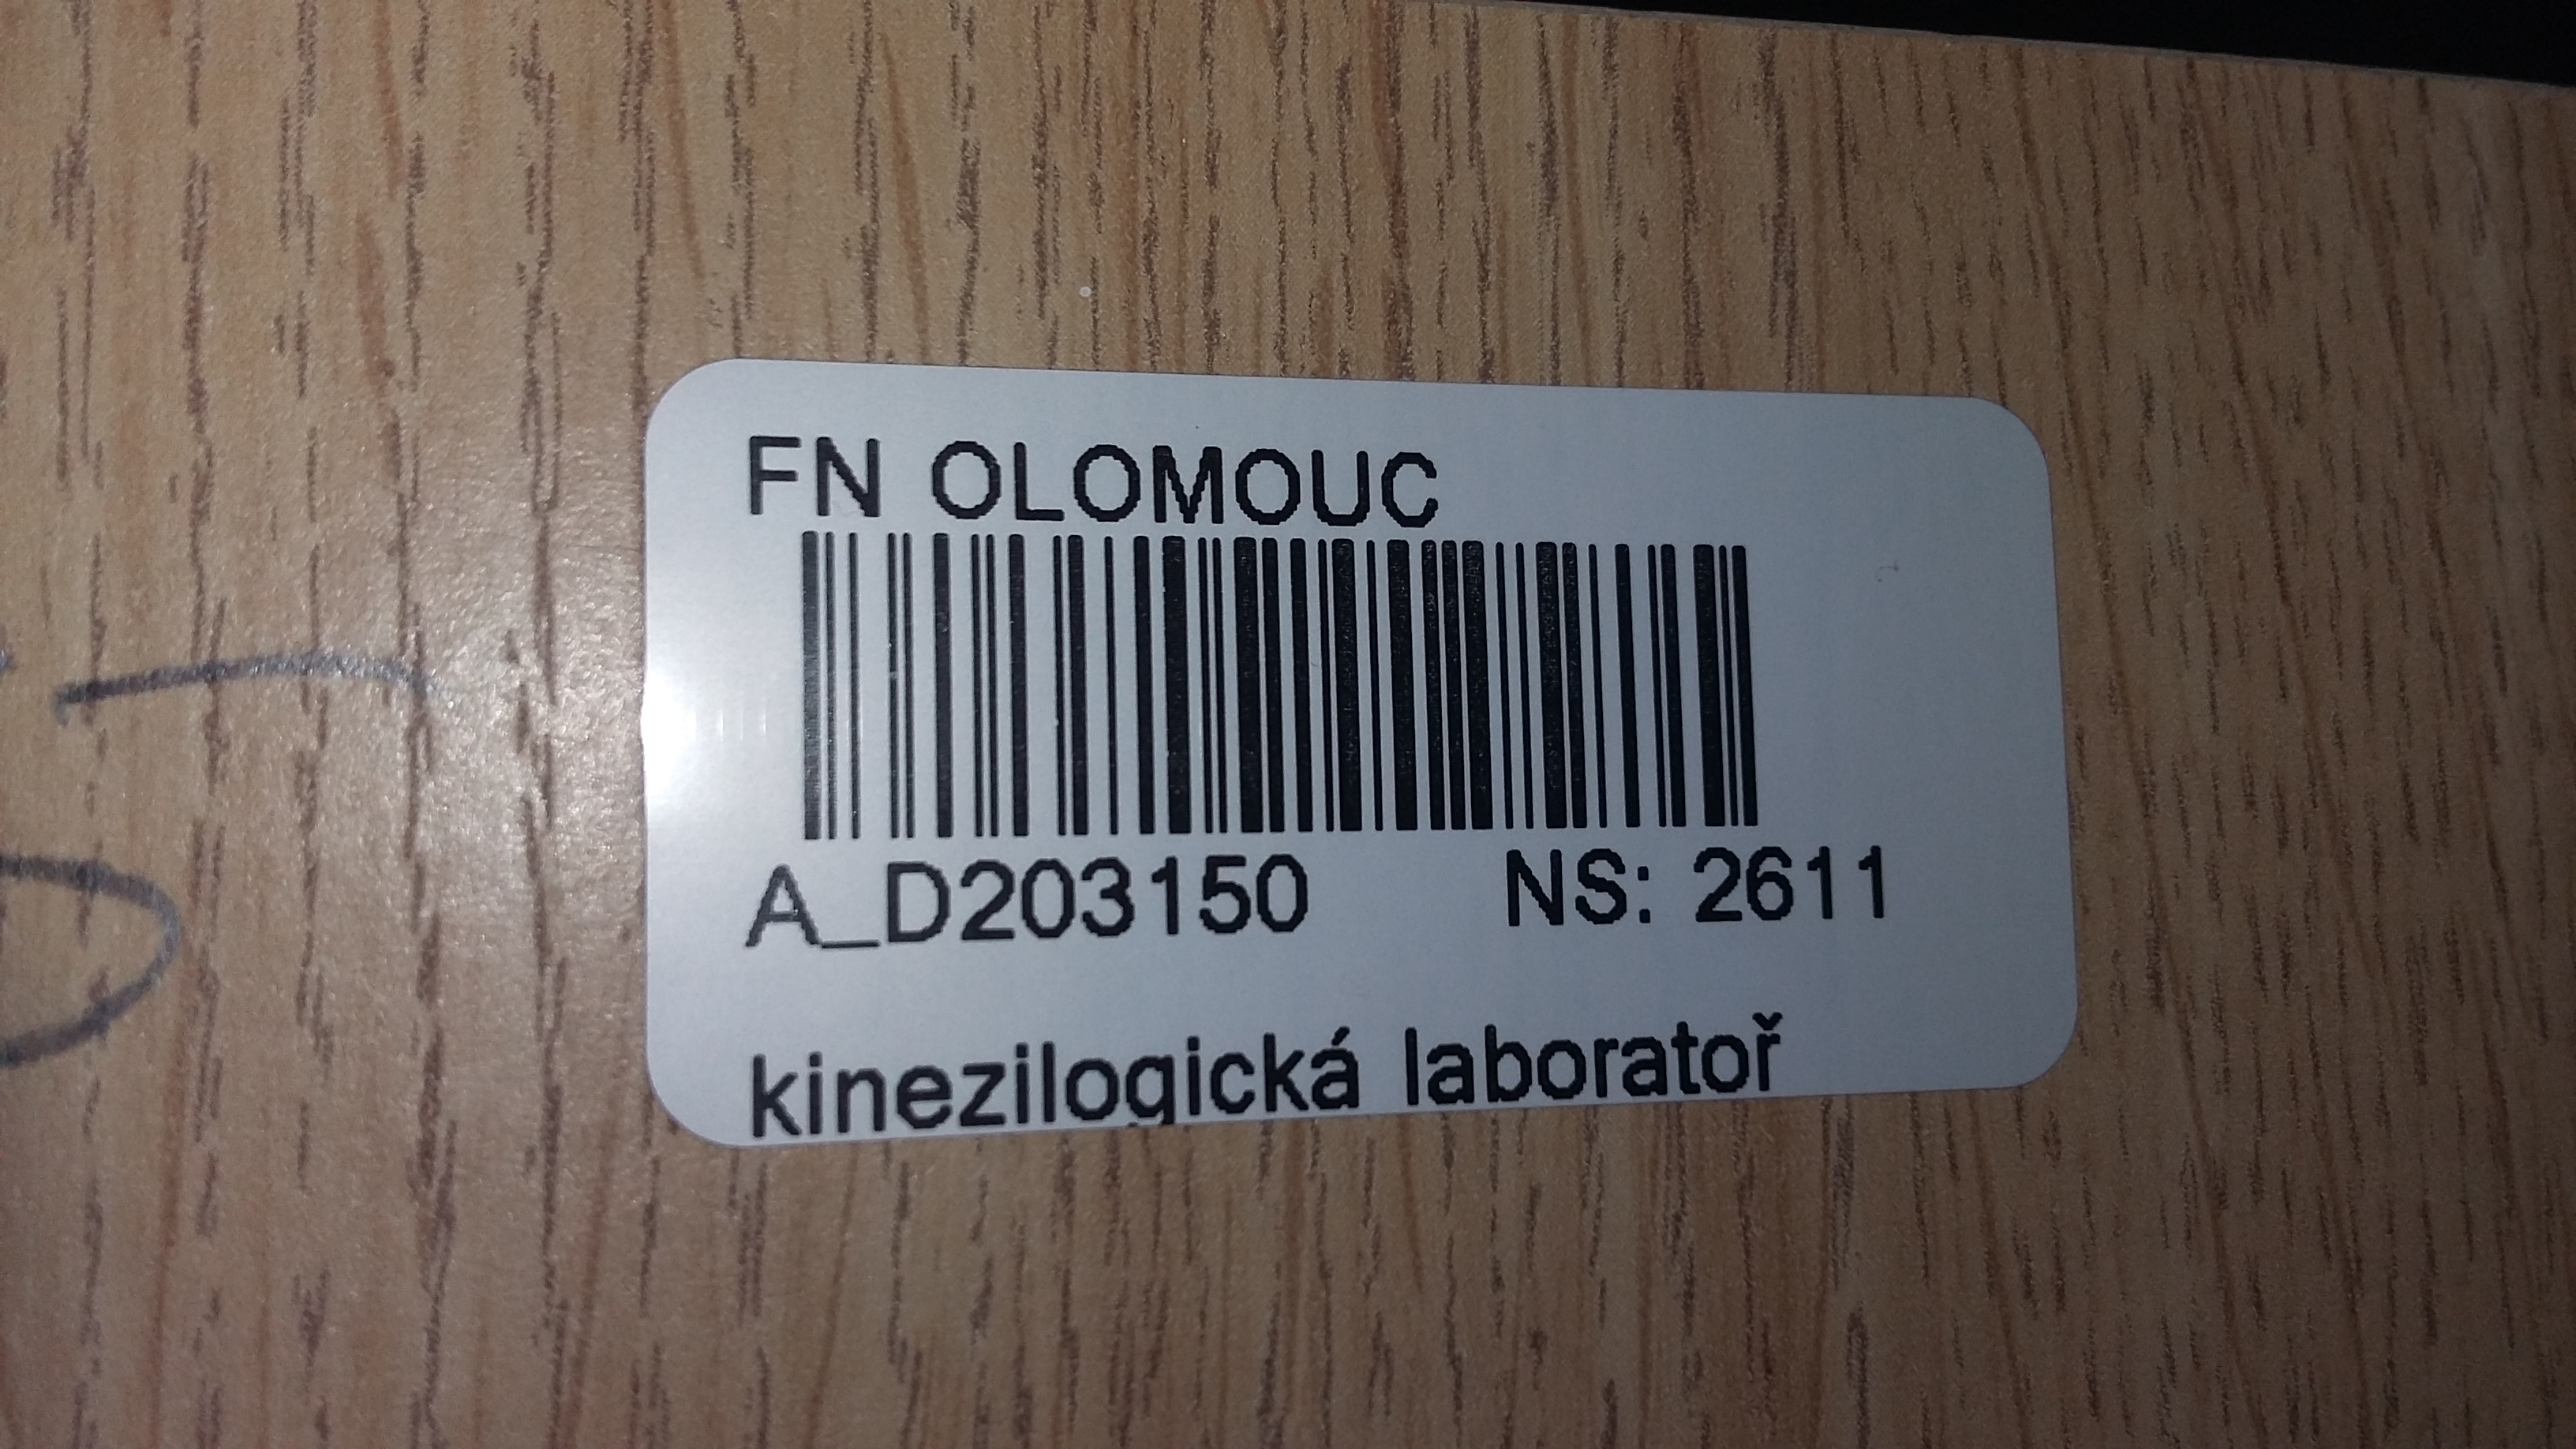 FN OLOMOUC
A_D203150 NS: 2611
kinezilogická laboratoř